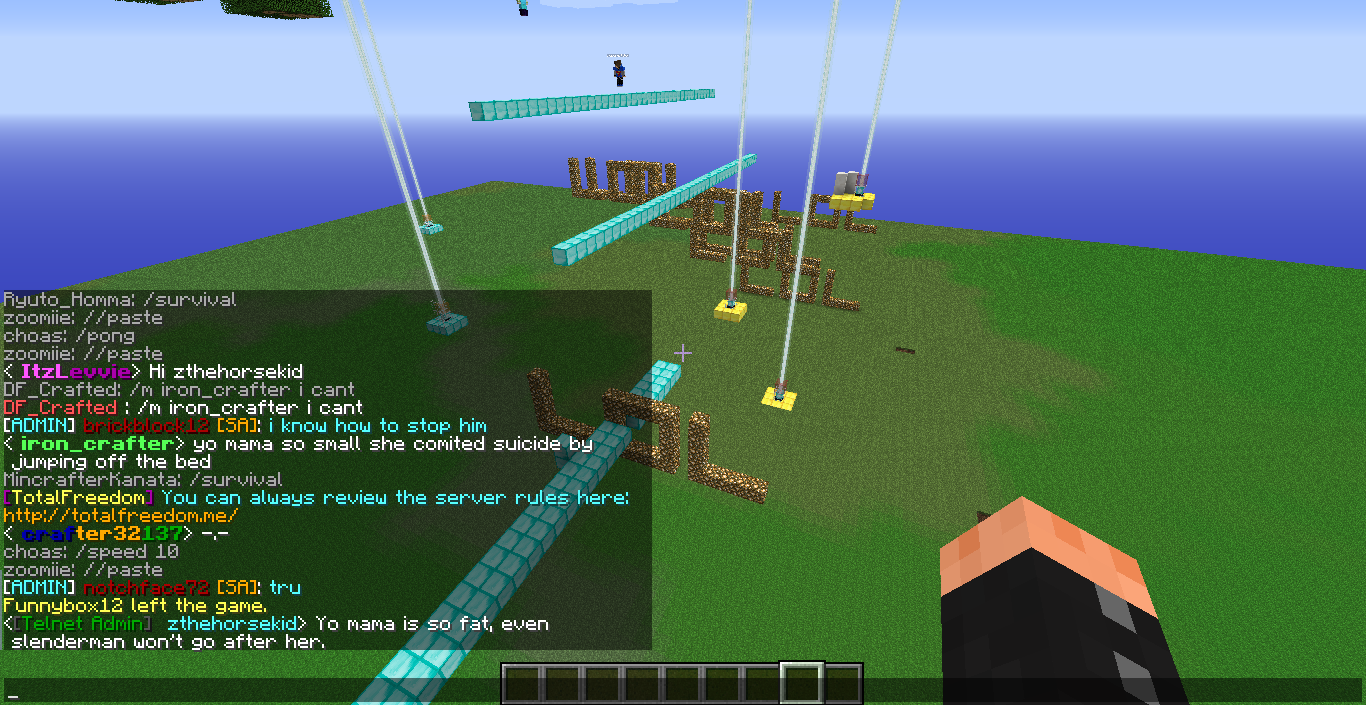 Ryuto_Homma: /survival
zoomiie: //paste
choas: /pong
zoomiie: //paste
< ItzLevvie> Hi zthehorsekid
DF_Crafted: /m iron_crafter i cant
DF_Crafted : /m iron_crafter i cant
[ADMIN] brickblock12 [SA]: i know how to stop him
< iron_crafter> yo mama so small she comited suicide by
jumping off the bed
MincrafterKanata: /survival
[TotalFreedom] You can always review the server rules here:
http://totalfreedom.me/
< crafter32137> -.-
choas: /speed 10
zoomiie: //paste
[ADMIN] notchface72 [SA]: tru
Funnybox12 left the game.
<[Telnet Admin] zthehorsekid> Yo mama is so fat, even
slenderman won't go after her.
_
LOL